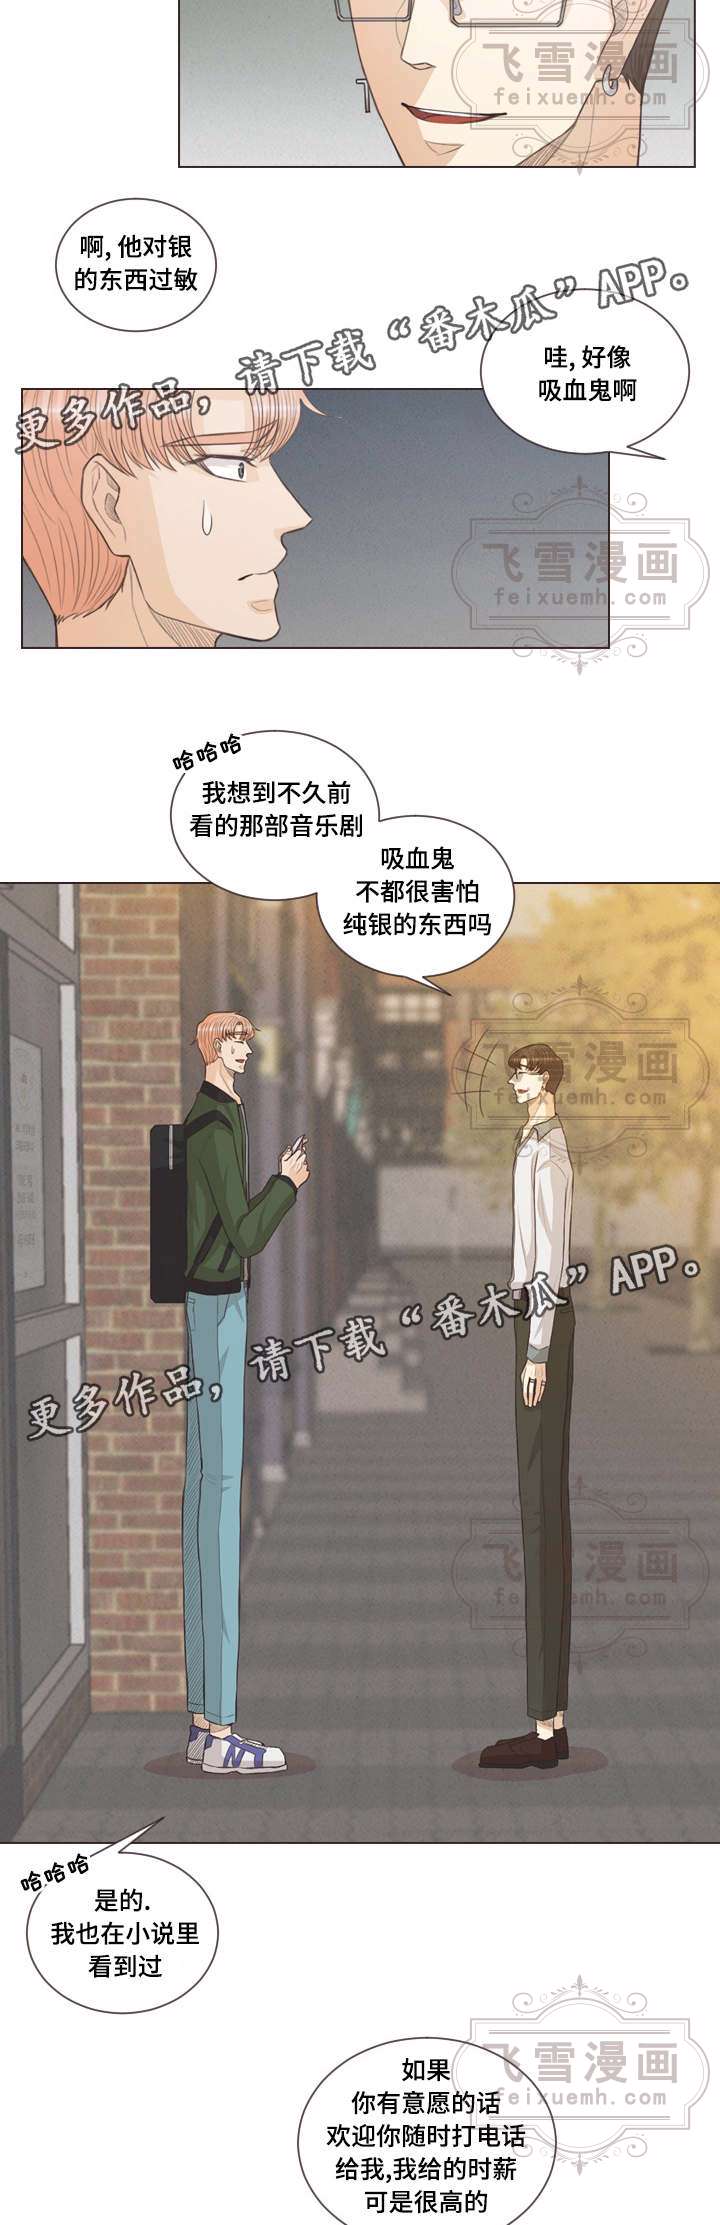 飞雪漫画
feixuemh.com
啊, 他对银
的东西过敏
更多作品，请下载“番木瓜”APP。
哇, 好像
吸血鬼啊
飞雪漫画
feixuemh.com
哈哈哈
我想到不久前
看的那部音乐剧
吸血鬼
不都很害怕
纯银的东西吗
飞雪漫画
feixuemh.com
更多作品，请下载“番木瓜”APP。
飞雪漫画
feixuemh.com
哈哈哈
是的.
我也在小说里
看到过
飞雪漫画
feixuemh.com
如果
你有意愿的话
欢迎你随时打电话
给我,我给的时薪
可是很高的